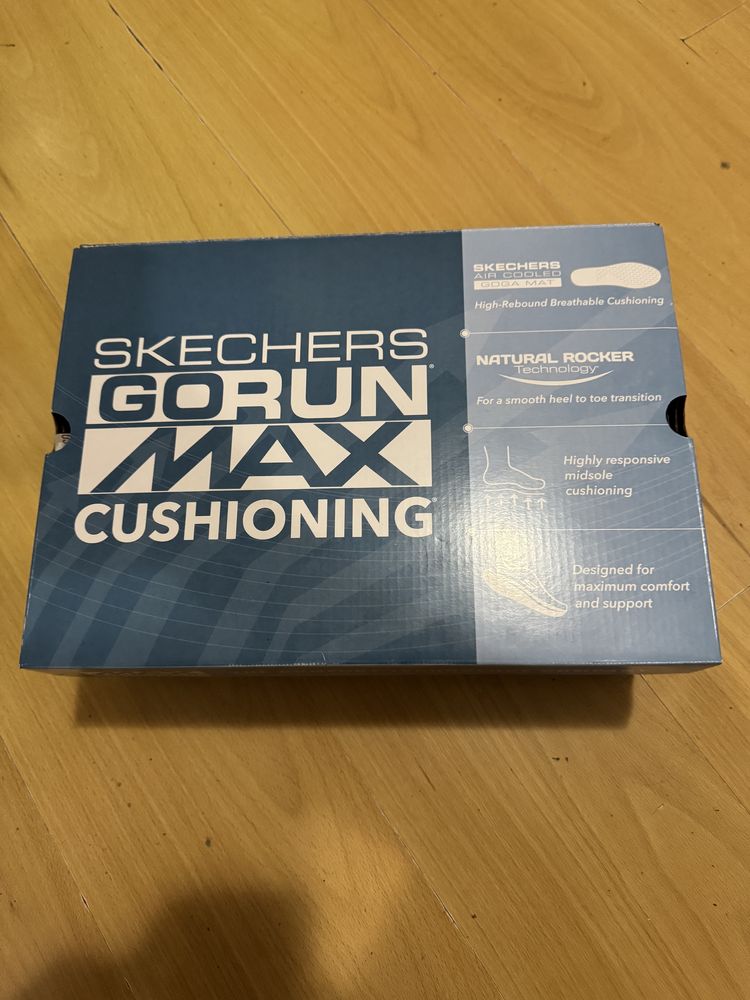 SKECHERS
GORUN®
MAX
CUSHIONING®
SKECHERS
AIR COOLED
GOGA MAT
High-Rebound Breathable Cushioning
NATURAL ROCKER
Technology™
For a smooth heel to toe transition
Highly responsive
midsole
cushioning
Designed for
maximum comfort
and support